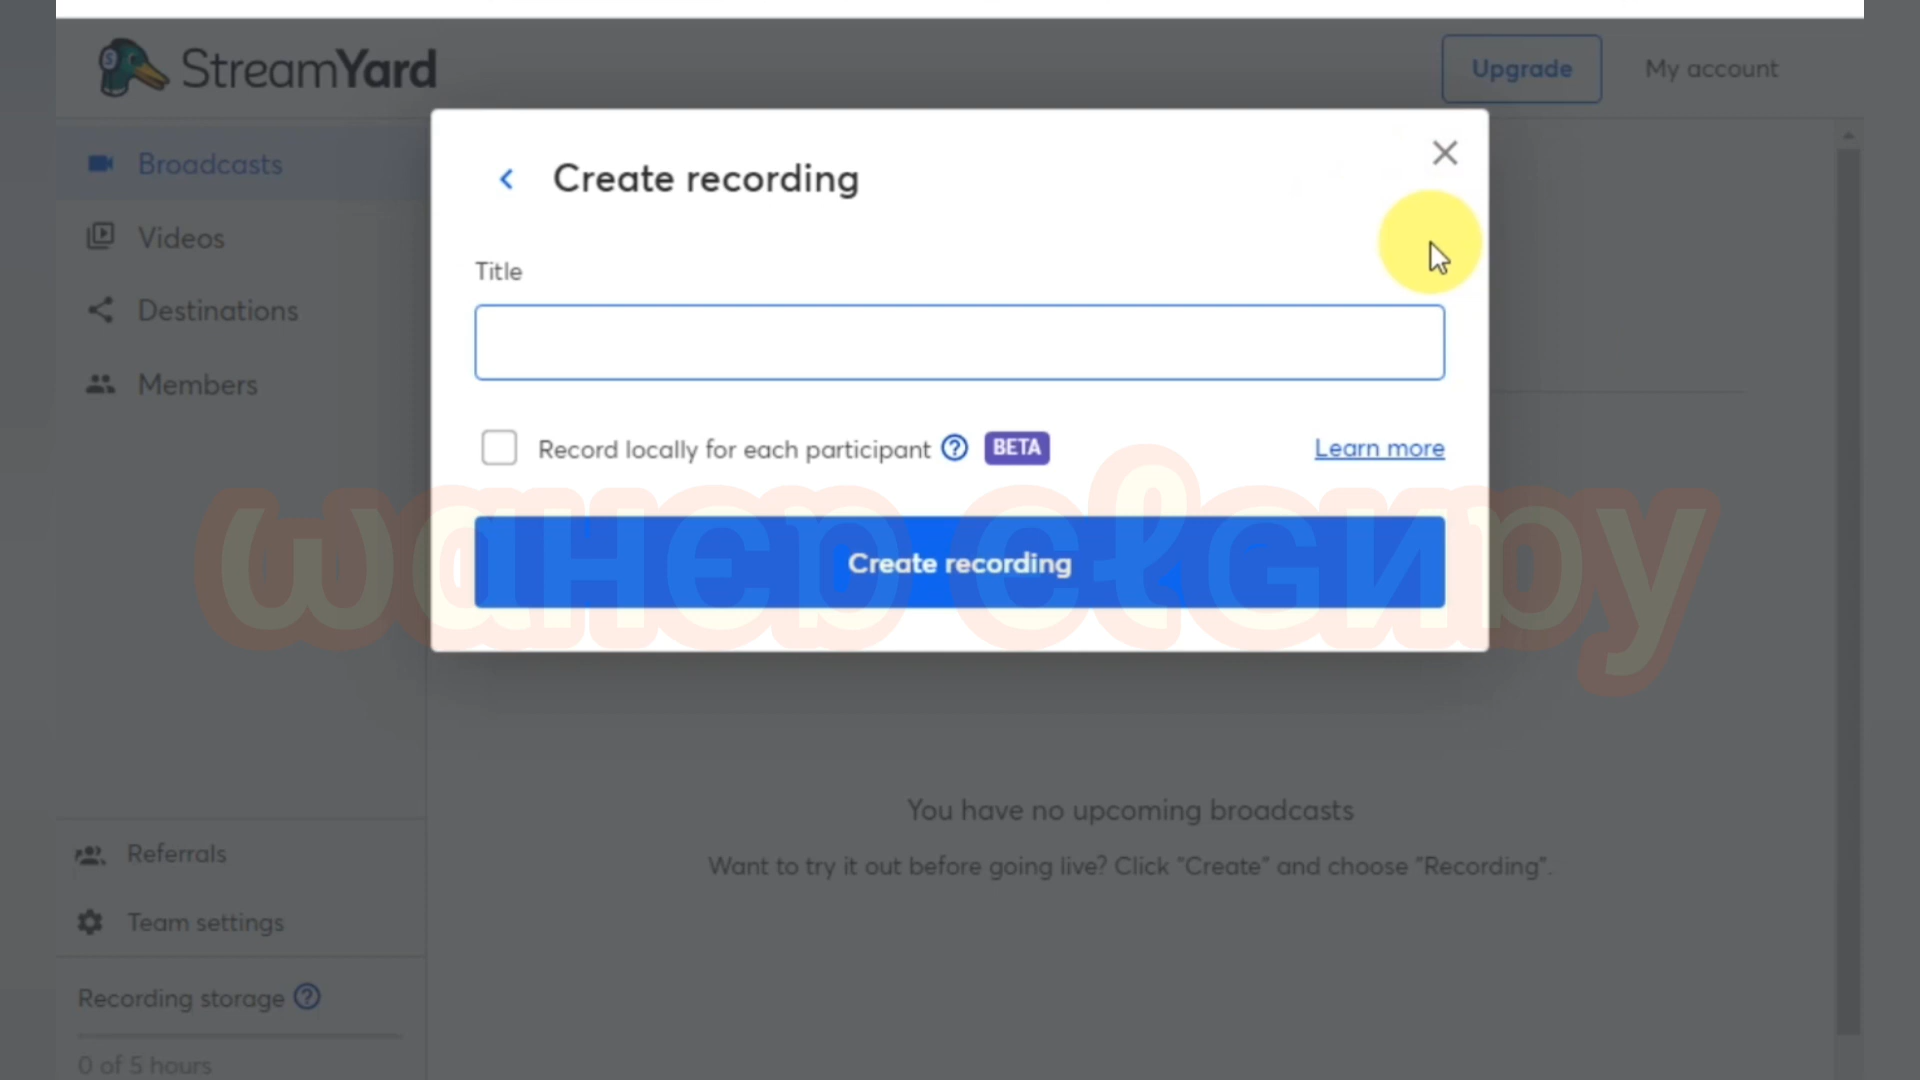 StreamYard
Upgrade
My account
Broadcasts
Videos
Destinations
Members
Create recording
Title
Record locally for each participant
BETA
Learn more
Create recording
You have no upcoming broadcasts
Want to try it out before going live? Click "Create" and choose "Recording".
Referrals
Team settings
Recording storage
0 of 5 hours